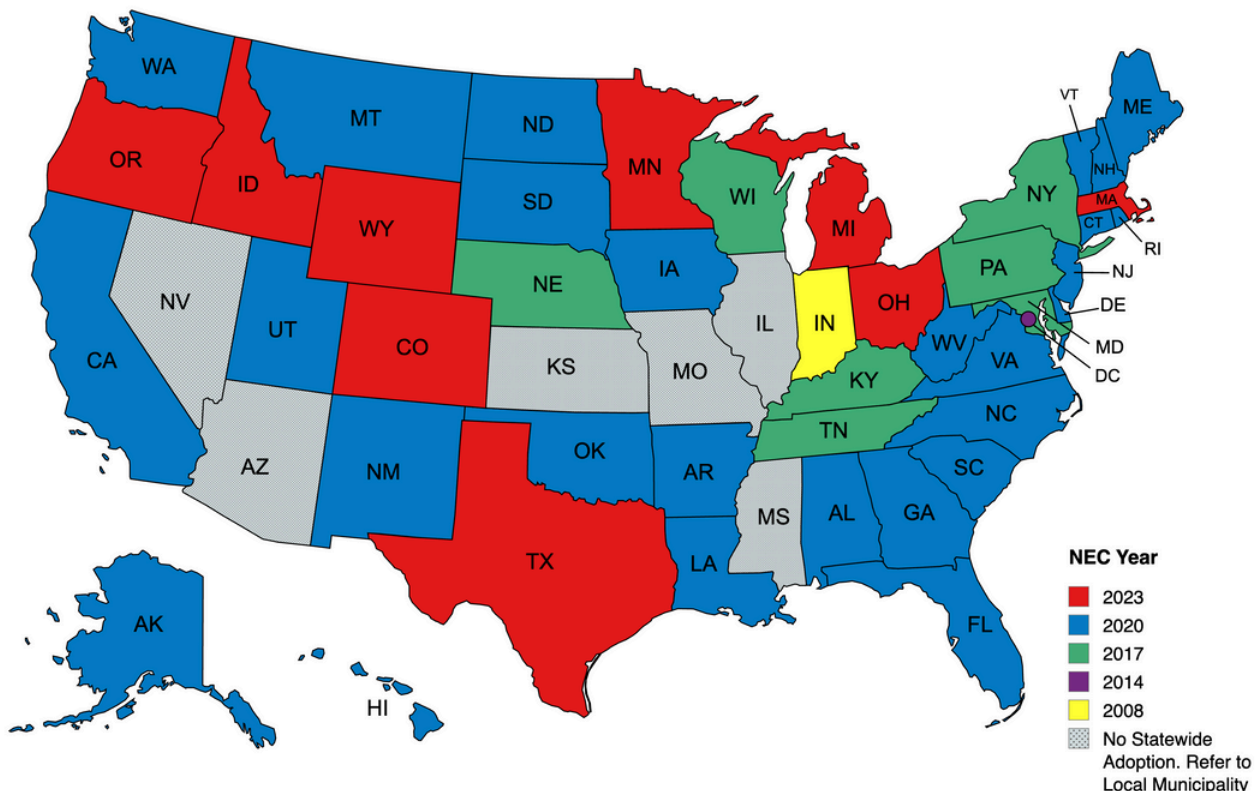 WA
MT
ND
MN
VT
ME
OR
ID
SD
WI
NH
NY
MA
WY
MI
CT
RI
IA
PA
NJ
NE
NV
OH
DE
UT
IL
IN
WV
MD
CA
CO
KS
MO
VA
DC
KY
NC
TN
AZ
NM
OK
AR
SC
MS
AL
GA
TX
LA
AK
FL
HI
NEC Year
2023
2020
2017
2014
2008
No Statewide
Adoption. Refer to
Local Municipality